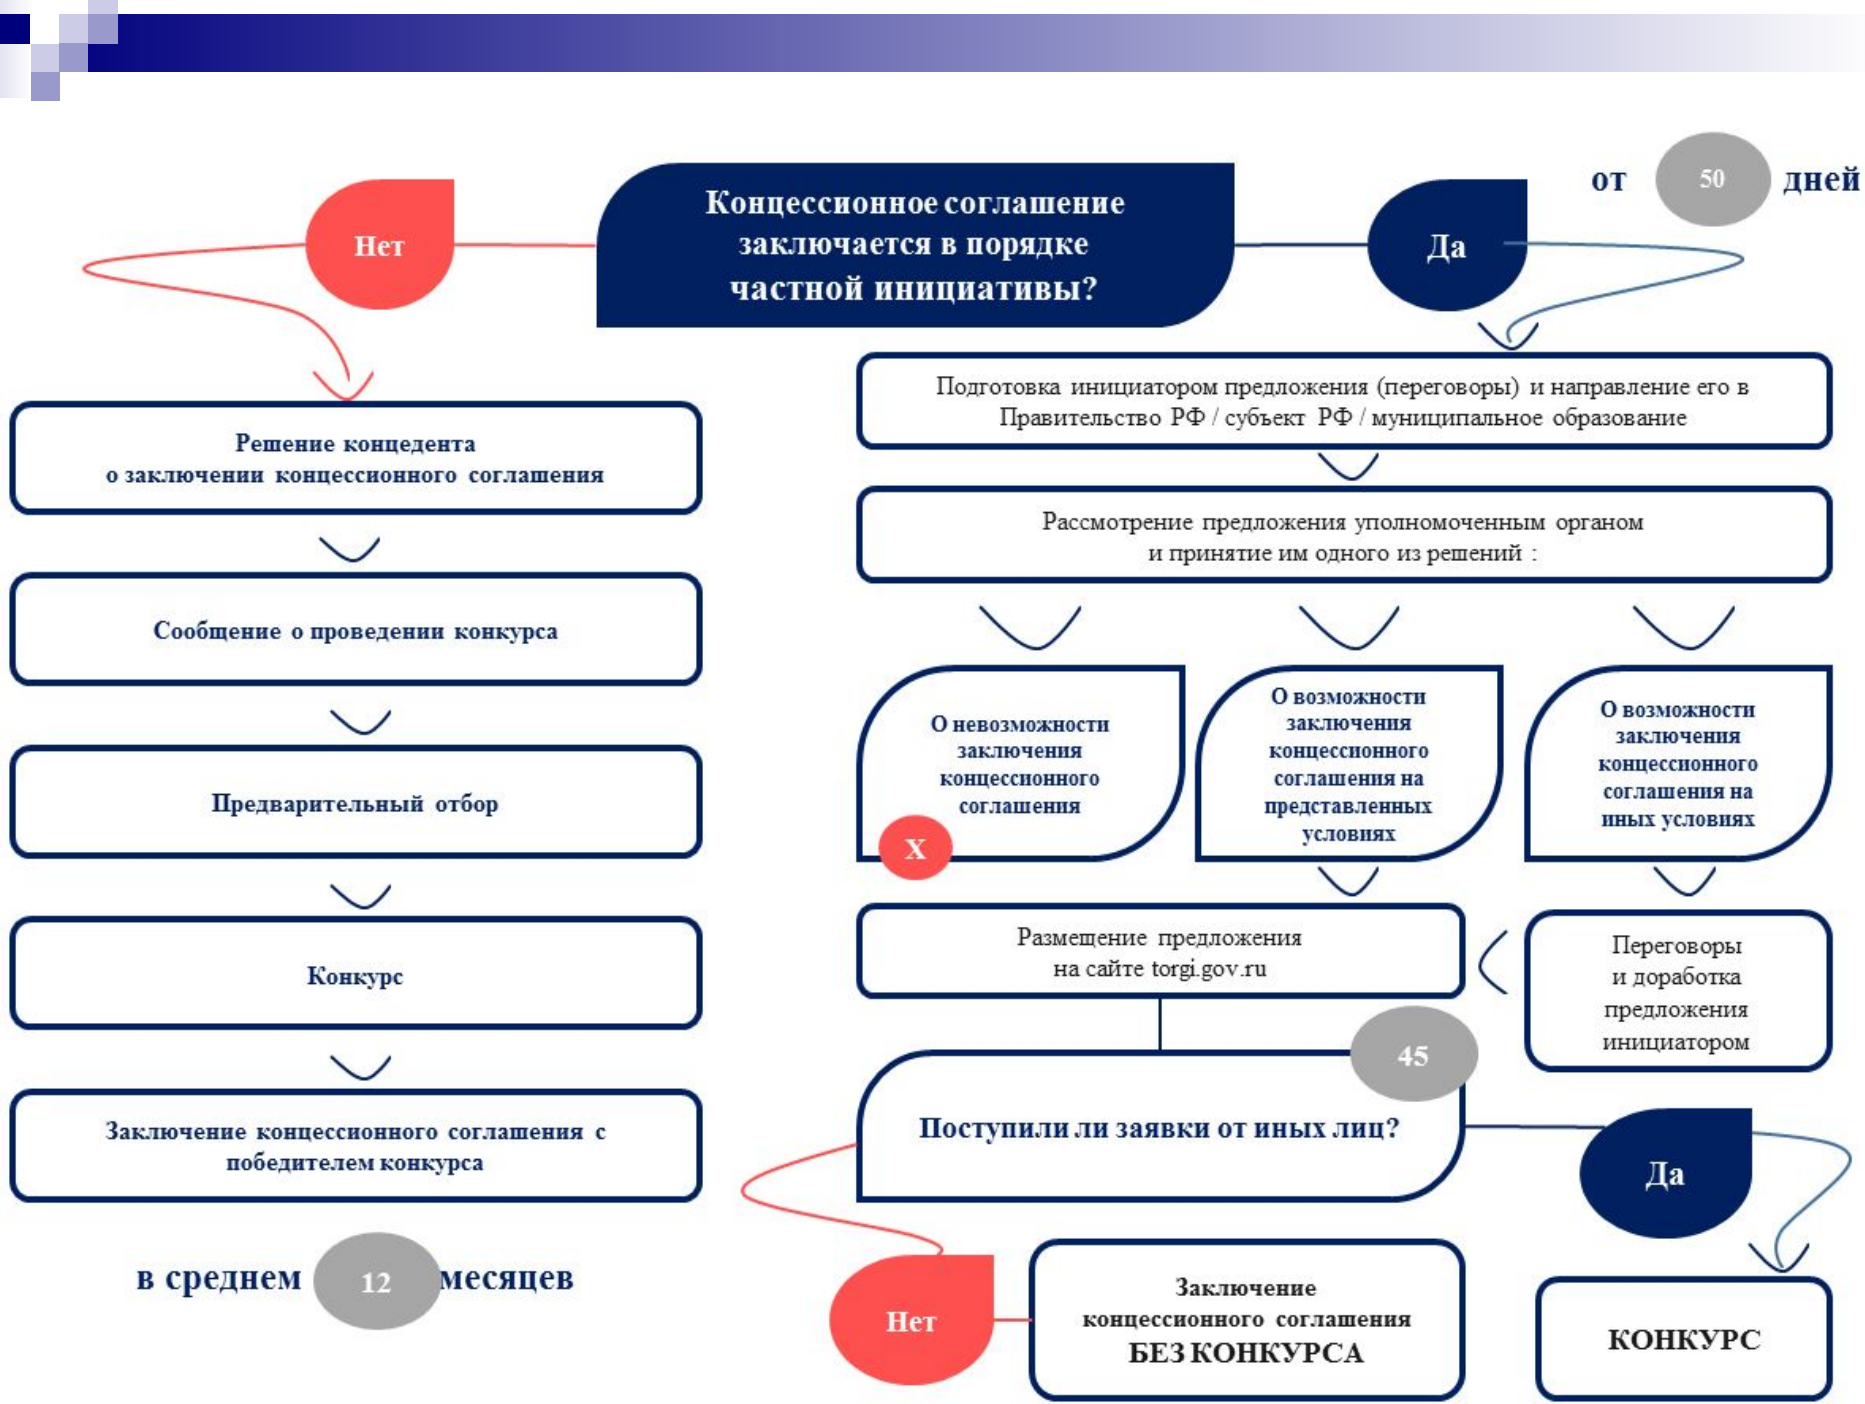 Концессионное соглашение
заключается в порядке
частной инициативы?
Нет
Да
от 50 дней
Решение концедента
о заключении концессионного соглашения
Сообщение о проведении конкурса
Предварительный отбор
Конкурс
Заключение концессионного соглашения с
победителем конкурса
в среднем 12 месяцев
Подготовка инициатором предложения (переговоры) и направление его в
Правительство РФ / субъект РФ / муниципальное образование
Рассмотрение предложения уполномоченным органом
и принятие им одного из решений :
О невозможности
заключения
концессионного
соглашения
X
О возможности
заключения
концессионного
соглашения на
представленных
условиях
О возможности
заключения
концессионного
соглашения на
иных условиях
Размещение предложения
на сайте torgi.gov.ru
Переговоры
и доработка
предложения
инициатором
45
Поступили ли заявки от иных лиц?
Да
Нет
Заключение
концессионного соглашения
БЕЗ КОНКУРСА
КОНКУРС